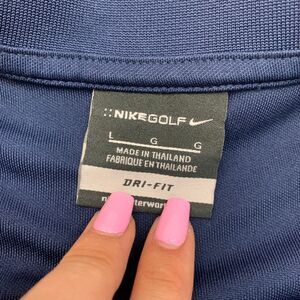 NIKEGOLF
L G G
MADE IN THAILAND
FABRIQUE EN THAILANDE
DRI-FIT